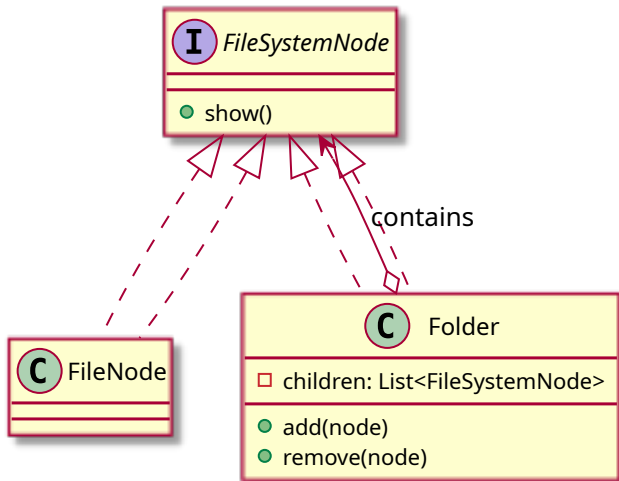 I FileSystemNode
show()
contains
C FileNode
C Folder
children: List<FileSystemNode>
add(node)
remove(node)